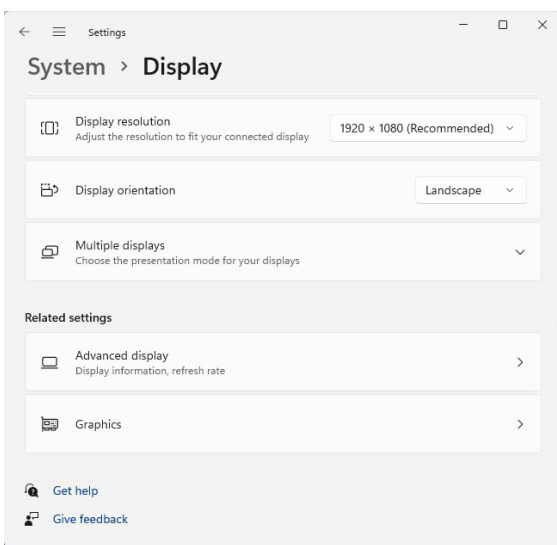 Settings
System > Display
Display resolution
Adjust the resolution to fit your connected display
1920 × 1080 (Recommended)
Display orientation
Landscape
Multiple displays
Choose the presentation mode for your displays
Related settings
Advanced display
Display information, refresh rate
Graphics
Get help
Give feedback